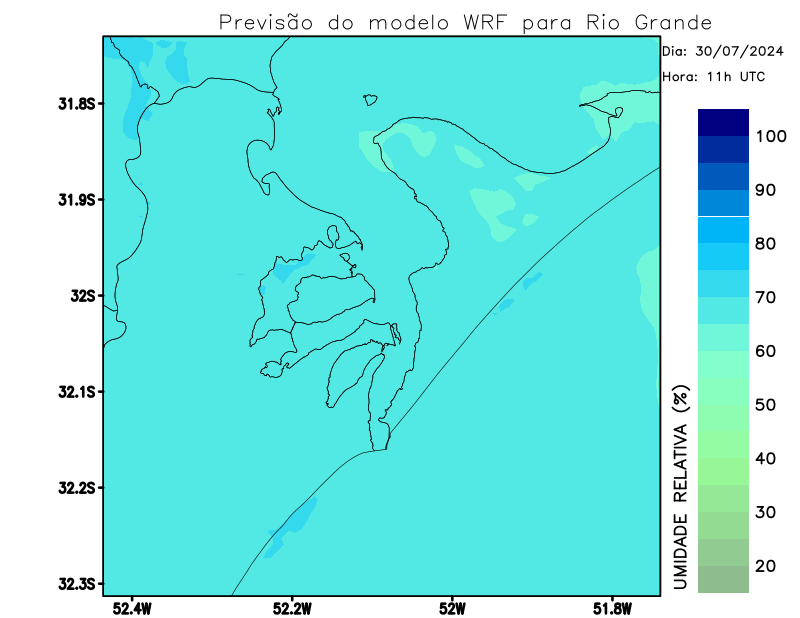 Previsão do modelo WRF para Rio Grande
Dia: 30/07/2024
Hora: 11h UTC
31.8S
31.9S
32S
32.1S
32.2S
32.3S
52.4W
52.2W
52W
51.8W
100
90
80
70
60
50
40
30
20
UMIDADE RELATIVA (%)